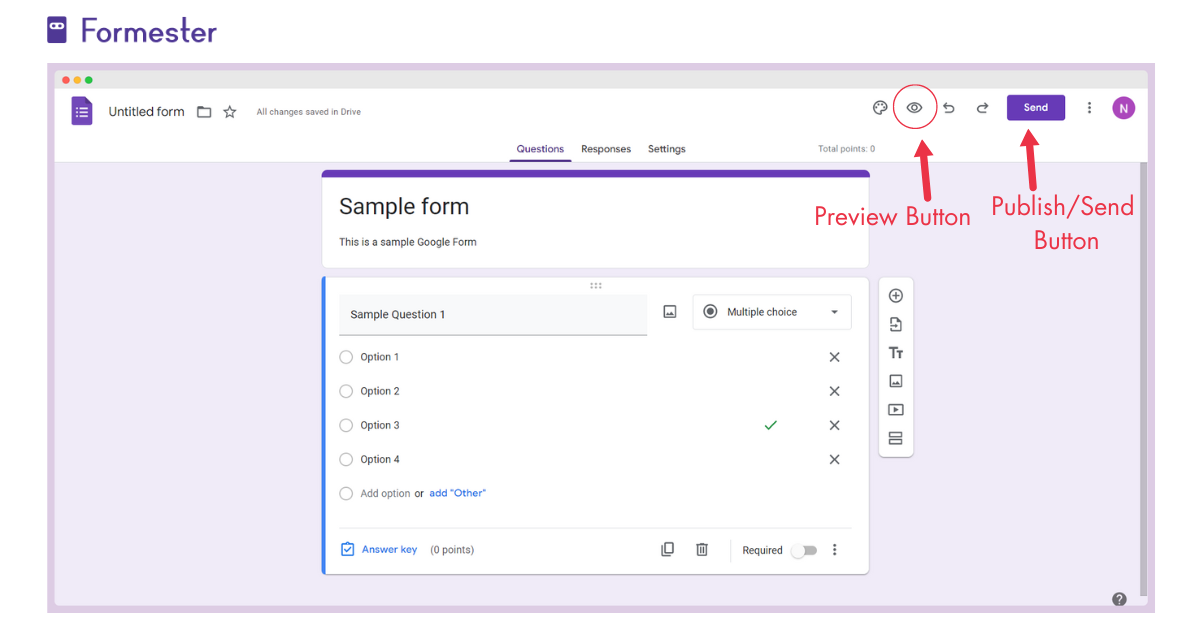 Formester
Untitled form
All changes saved in Drive
Send
N
Questions Responses Settings
Total points: 0
Sample form
This is a sample Google Form
Preview Button
Publish/Send
Button
Sample Question 1
Multiple choice
Option 1
Option 2
Option 3
Option 4
Add option or add "Other"
Answer key (0 points)
Required